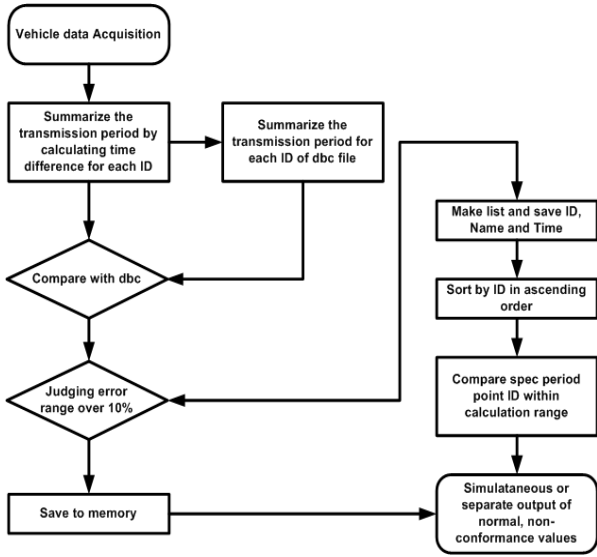 Vehicle data Acquisition
Summarize the
transmission period by
calculating time
difference for each ID
Summarize the
transmission period for
each ID of dbc file
Compare with dbc
Judging error
range over 10%
Save to memory
Make list and save ID,
Name and Time
Sort by ID in ascending
order
Compare spec period
point ID within
calculation range
Simulataneous or
separate output of
normal, non-
conformance values